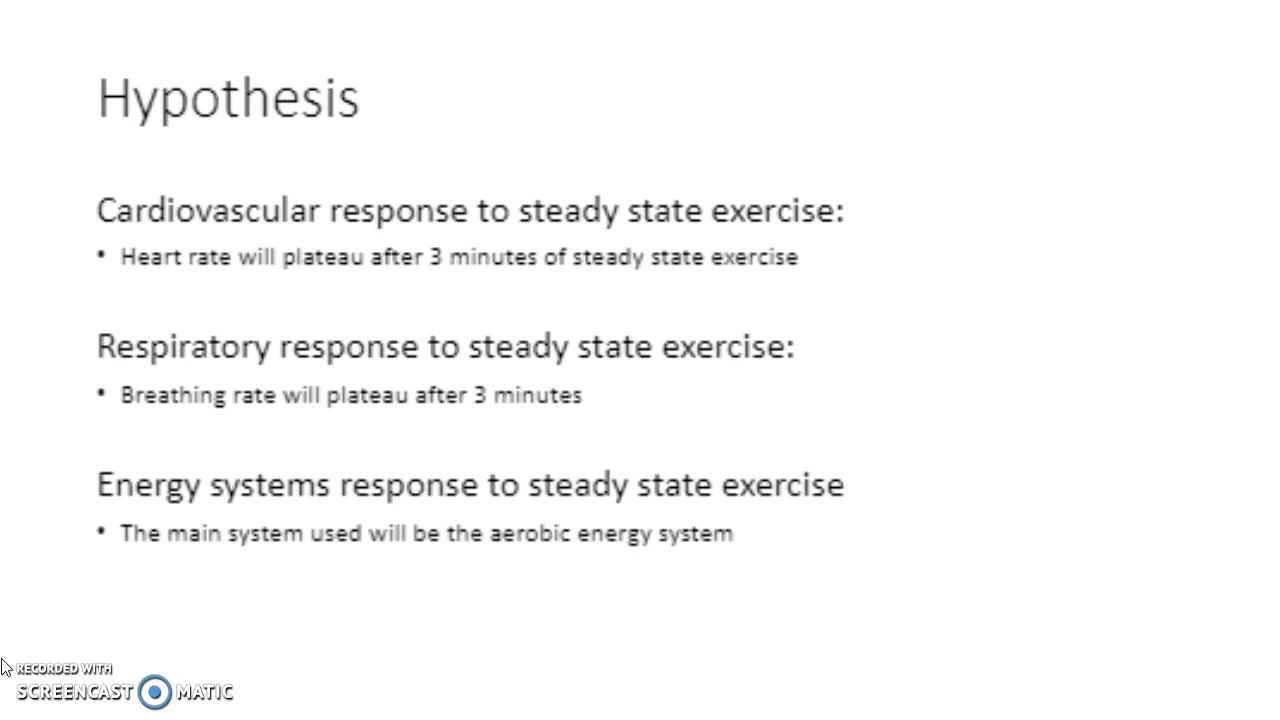 Hypothesis
Cardiovascular response to steady state exercise:
• Heart rate will plateau after 3 minutes of steady state exercise
Respiratory response to steady state exercise:
• Breathing rate will plateau after 3 minutes
Energy systems response to steady state exercise
• The main system used will be the aerobic energy system
RECORDED WITH
SCREENCAST MATIC